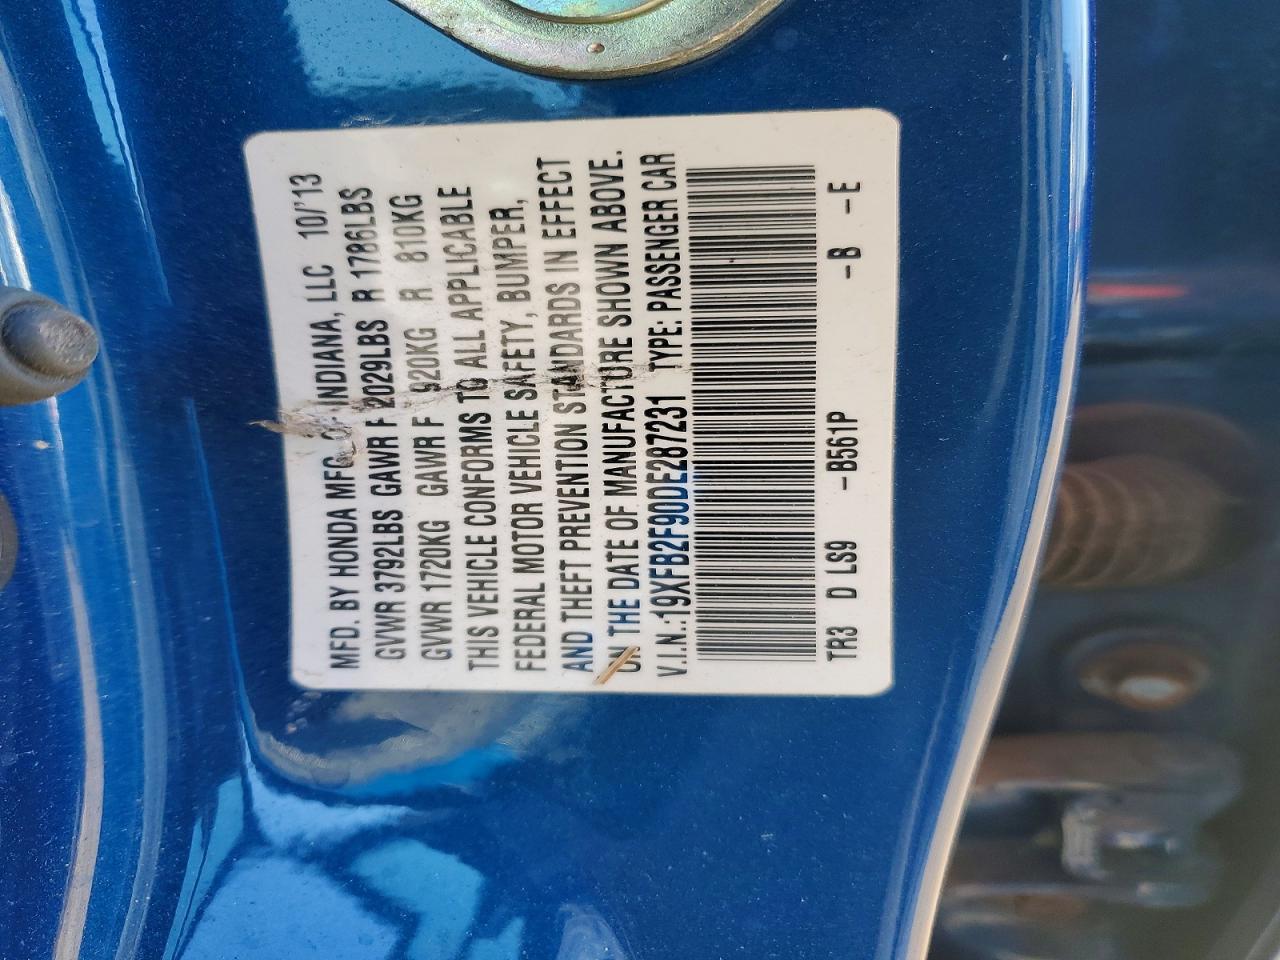 MFD. BY HONDA MFG. OF INDIANA, LLC 10/'13
GVWR 3792LBS GAWR F 2029LBS R 1786LBS
GVWR 1720KG GAWR F 920KG R 810KG
THIS VEHICLE CONFORMS TO ALL APPLICABLE
FEDERAL MOTOR VEHICLE SAFETY, BUMPER,
AND THEFT PREVENTION STANDARDS IN EFFECT
ON THE DATE OF MANUFACTURE SHOWN ABOVE.
V.I.N.:19XFB2F90DE287231 TYPE: PASSENGER CAR
TR3 D LS9 -B561P -B -E